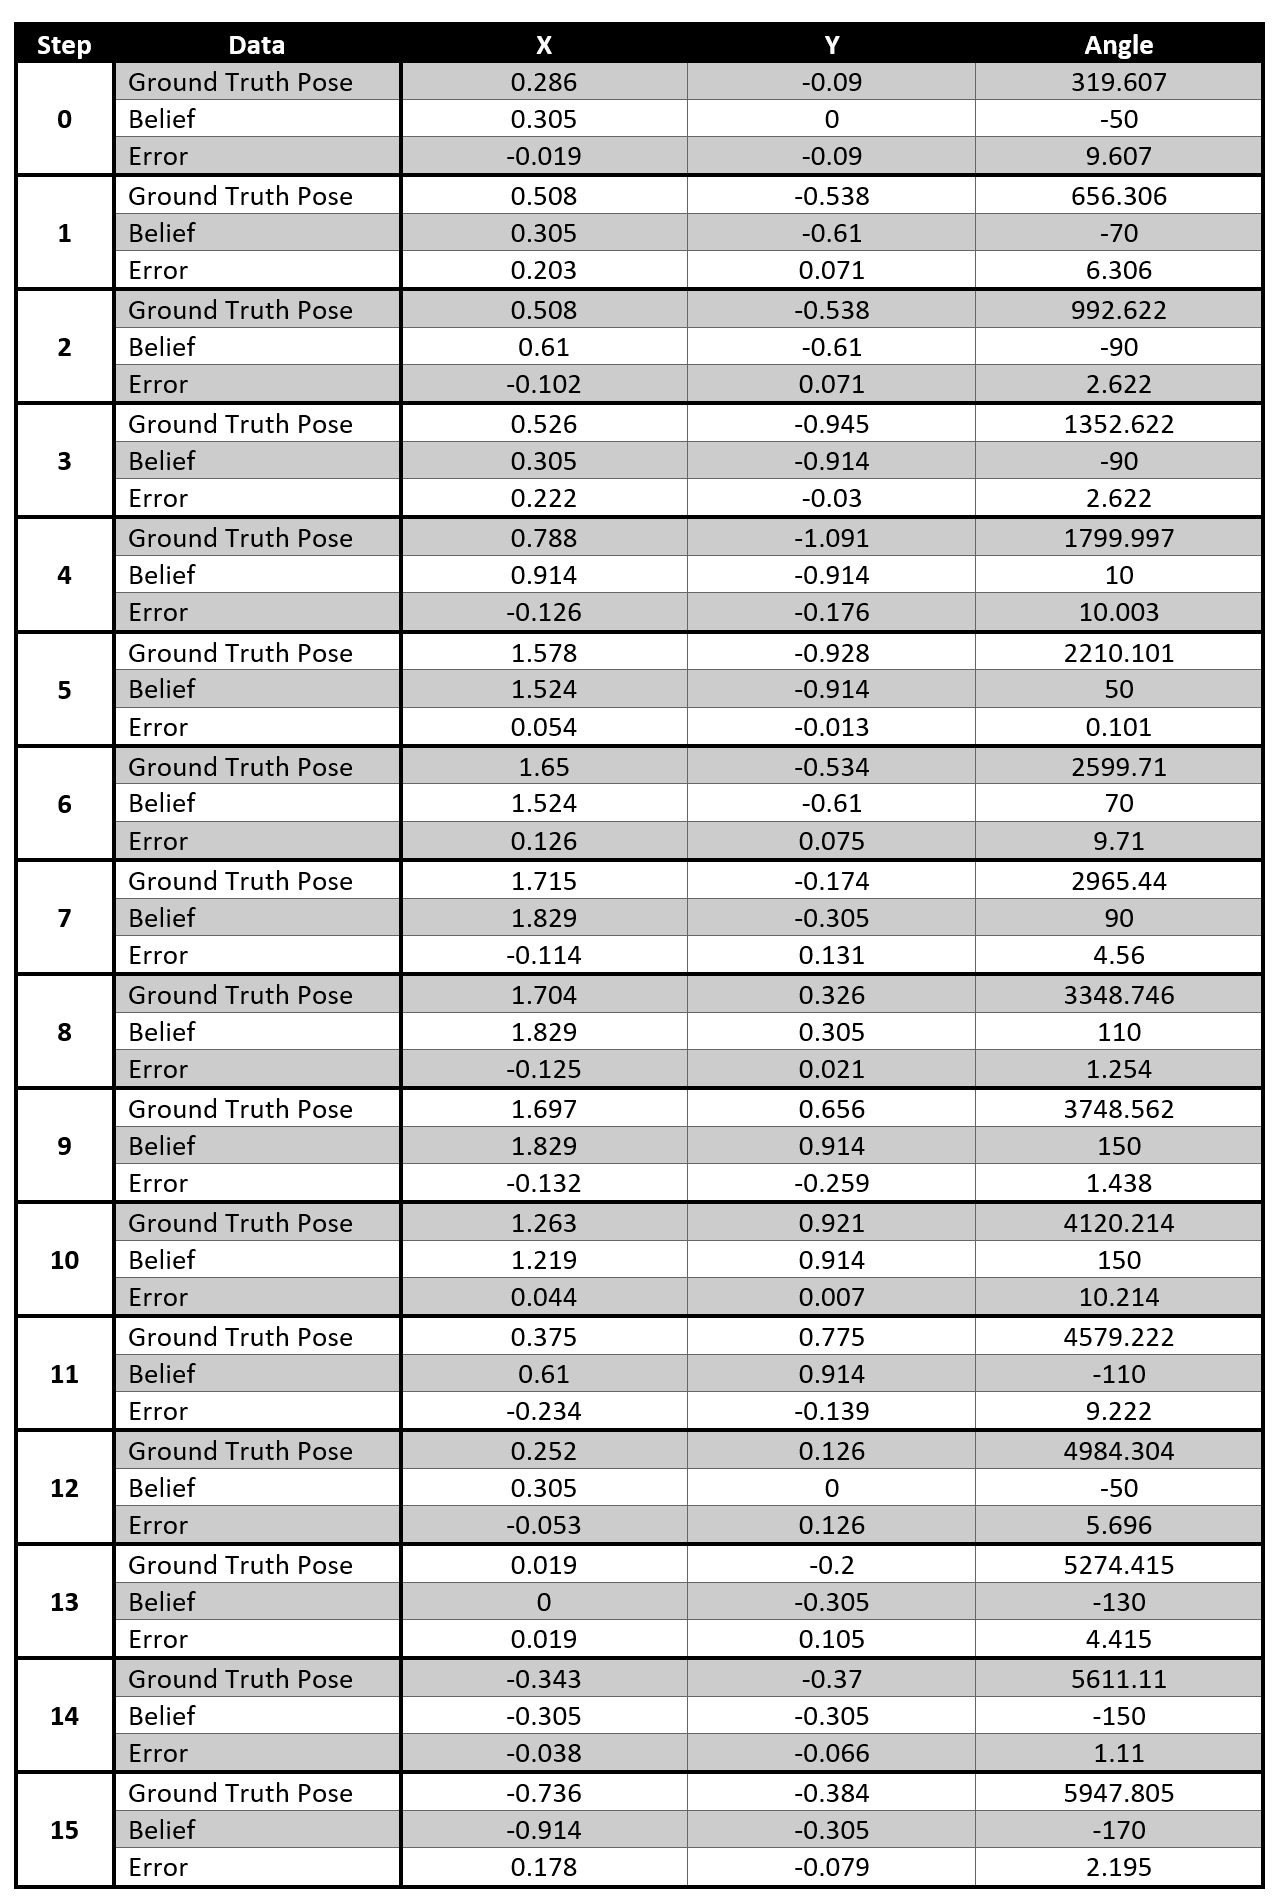 Step Data X Y Angle
Ground Truth Pose 0.286 -0.09 319.607
0 Belief 0.305 0 -50
Error -0.019 -0.09 9.607
Ground Truth Pose 0.508 -0.538 656.306
1 Belief 0.305 -0.61 -70
Error 0.203 0.071 6.306
Ground Truth Pose 0.508 -0.538 992.622
2 Belief 0.61 -0.61 -90
Error -0.102 0.071 2.622
Ground Truth Pose 0.526 -0.945 1352.622
3 Belief 0.305 -0.914 -90
Error 0.222 -0.03 2.622
Ground Truth Pose 0.788 -1.091 1799.997
4 Belief 0.914 -0.914 10
Error -0.126 -0.176 10.003
Ground Truth Pose 1.578 -0.928 2210.101
5 Belief 1.524 -0.914 50
Error 0.054 -0.013 0.101
Ground Truth Pose 1.65 -0.534 2599.71
6 Belief 1.524 -0.61 70
Error 0.126 0.075 9.71
Ground Truth Pose 1.715 -0.174 2965.44
7 Belief 1.829 -0.305 90
Error -0.114 0.131 4.56
Ground Truth Pose 1.704 0.326 3348.746
8 Belief 1.829 0.305 110
Error -0.125 0.021 1.254
Ground Truth Pose 1.697 0.656 3748.562
9 Belief 1.829 0.914 150
Error -0.132 -0.259 1.438
Ground Truth Pose 1.263 0.921 4120.214
10 Belief 1.219 0.914 150
Error 0.044 0.007 10.214
Ground Truth Pose 0.375 0.775 4579.222
11 Belief 0.61 0.914 -110
Error -0.234 -0.139 9.222
Ground Truth Pose 0.252 0.126 4984.304
12 Belief 0.305 0 -50
Error -0.053 0.126 5.696
Ground Truth Pose 0.019 -0.2 5274.415
13 Belief 0 -0.305 -130
Error 0.019 0.105 4.415
Ground Truth Pose -0.343 -0.37 5611.11
14 Belief -0.305 -0.305 -150
Error -0.038 -0.066 1.11
Ground Truth Pose -0.736 -0.384 5947.805
15 Belief -0.914 -0.305 -170
Error 0.178 -0.079 2.195